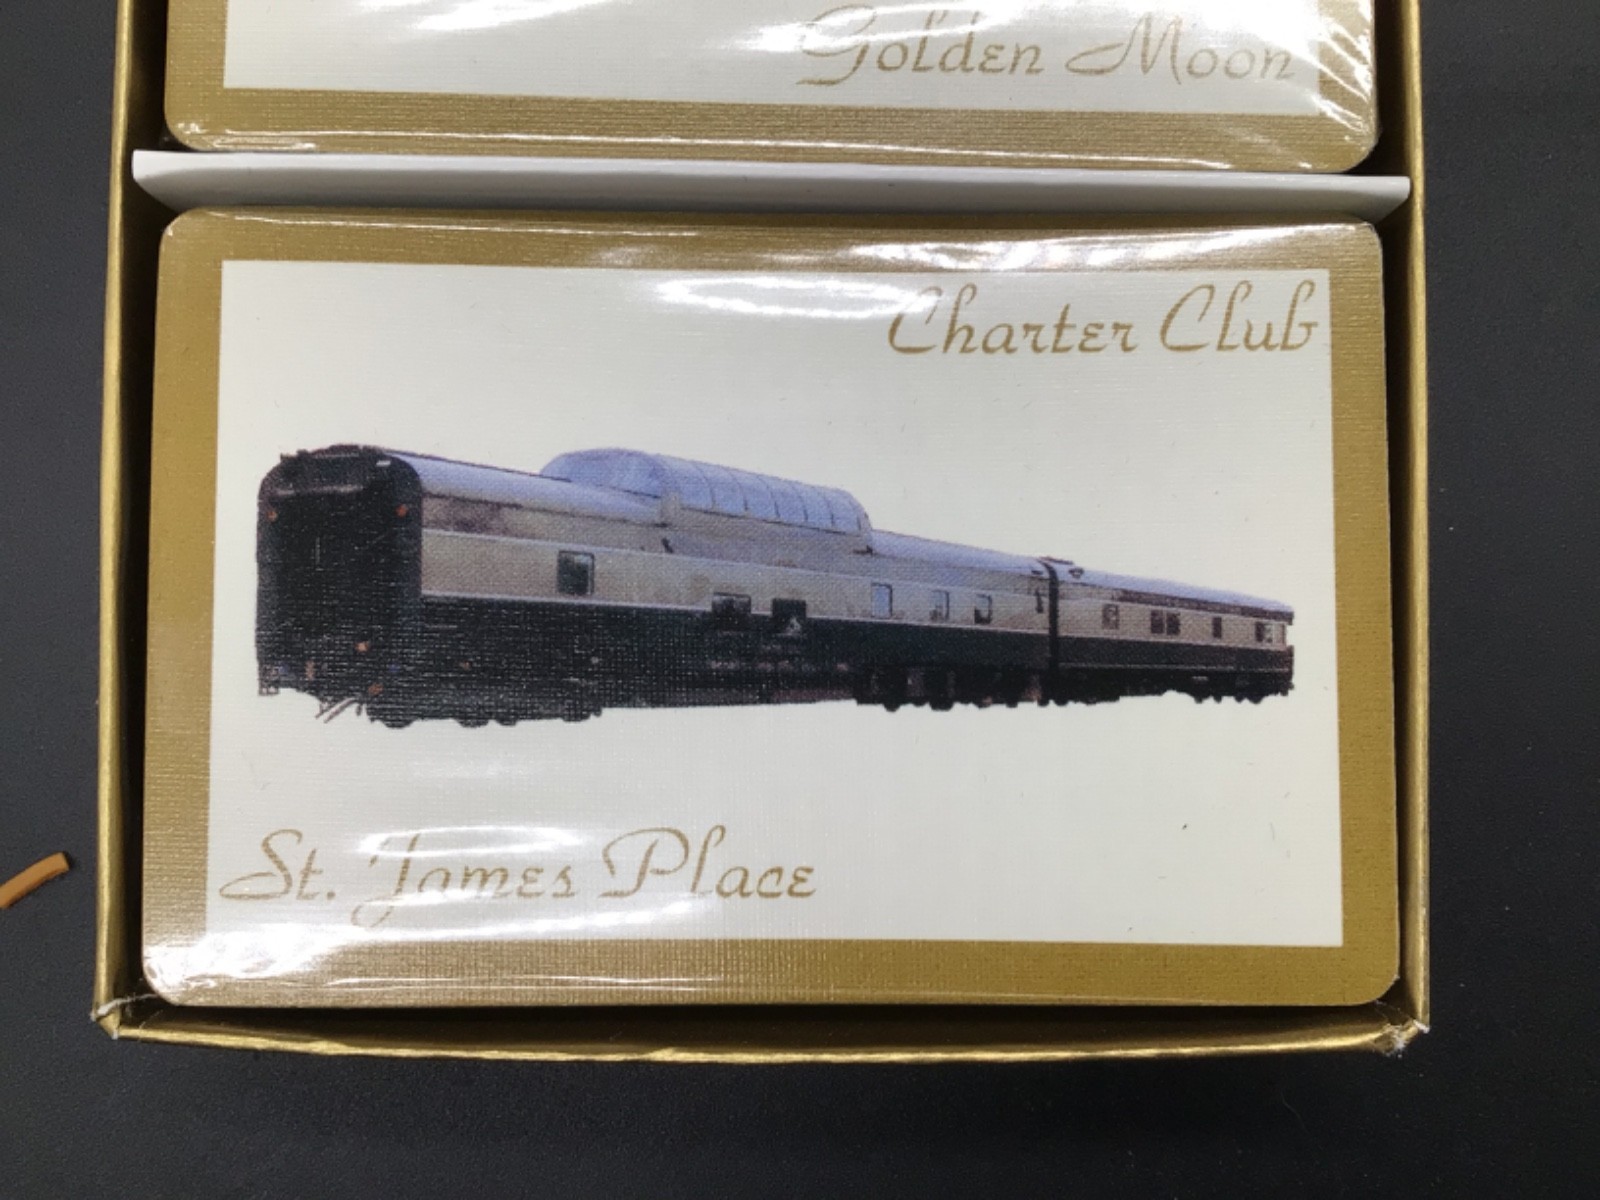 Golden Moon
Charter Club
St. James Place